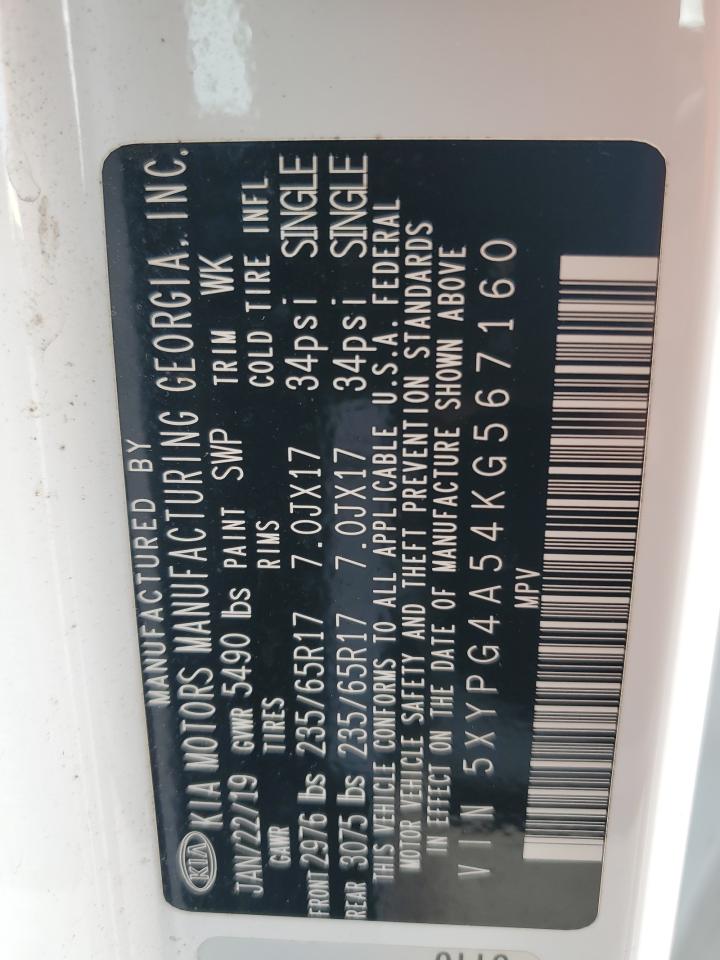 MANUFACTURED BY
KIA KIA MOTORS MANUFACTURING GEORGIA, INC.
JAN/22/19 GVWR 5490 lbs PAINT SWP TRIM WK
GAWR TIRES RIMS COLD TIRE INFL
FRONT 2976 lbs 235/65R17 7.0JX17 34psi SINGLE
REAR 3075 lbs 235/65R17 7.0JX17 34psi SINGLE
THIS VEHICLE CONFORMS TO ALL APPLICABLE U.S.A. FEDERAL
MOTOR VEHICLE SAFETY AND THEFT PREVENTION STANDARDS
IN EFFECT ON THE DATE OF MANUFACTURE SHOWN ABOVE
VIN 5XYPG4A54KG567160
MPV